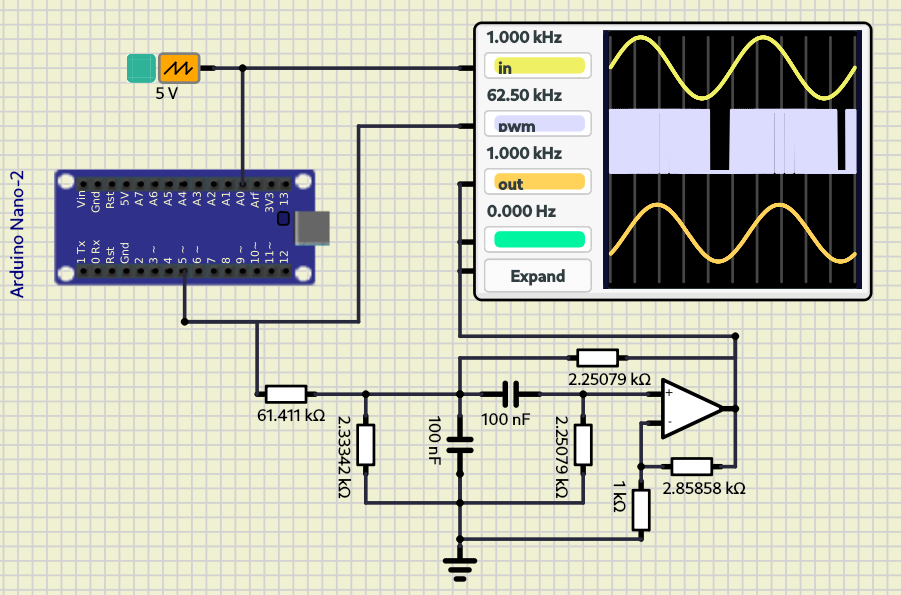 1.000 kHz
in
62.50 kHz
pwm
1.000 kHz
out
0.000 Hz
Expand
5 V
Arduino Nano-2
Vin Gnd Rst 5V A7 A6 A5 A4 A3 A2 A1 A0 Arf 3V3 13
1 Tx 0 Rx Rst Gnd 2 3 ~ 4 5 ~ 6 ~ 7 8 9 ~ 10~ 11~ 12
2.25079 kΩ
61.411 kΩ
2.33342 kΩ
100 nF
100 nF
2.25079 kΩ
+
-
2.85858 kΩ
1 kΩ